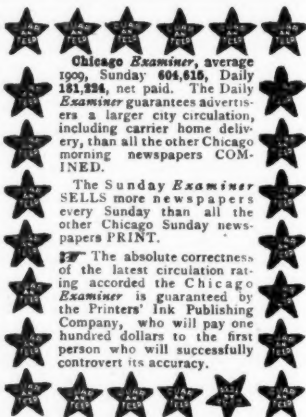 Chicago Examiner, average
1909, Sunday 604,615, Daily
181,224, net paid. The Daily
Examiner guarantees advertis-
ers a larger city circulation,
including carrier home deliv-
ery, than all the other Chicago
morning newspapers COM-
INED.
The Sunday Examiner
SELLS more newspapers
every Sunday than all the
other Chicago Sunday news-
papers PRINT.
☞ The absolute correctness
of the latest circulation rat-
ing accorded the Chicago
Examiner is guaranteed by
the Printers' Ink Publishing
Company, who will pay one
hundred dollars to the first
person who will successfully
controvert its accuracy.